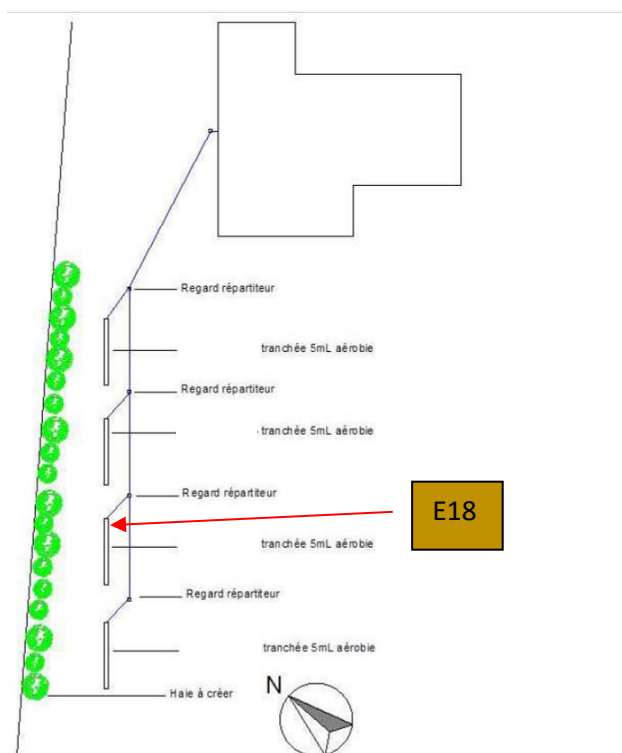 Regard répartiteur
tranchée 5mL aérobie
Regard répartiteur
tranchée 5mL aérobie
Regard répartiteur
E18
tranchée 5mL aérobie
Regard répartiteur
tranchée 5mL aérobie
Haie à créer
N